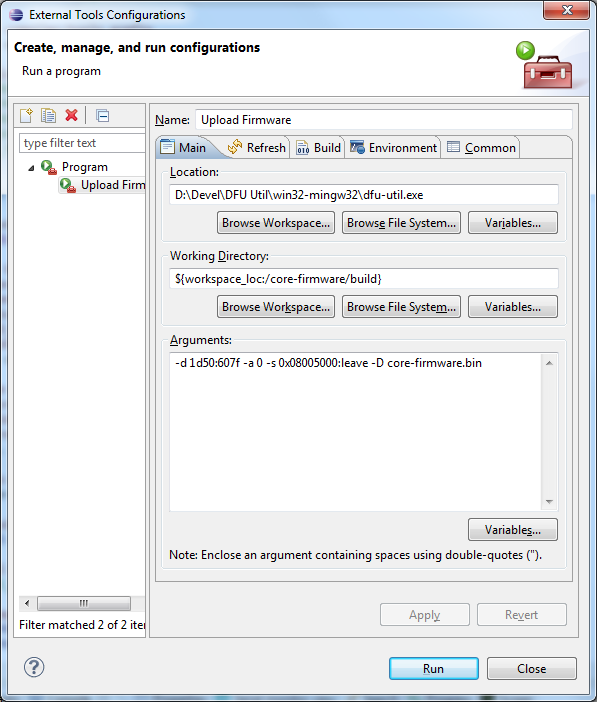 External Tools Configurations
Create, manage, and run configurations
Run a program
type filter text
Program
Upload Firm
Filter matched 2 of 2 iter
Name: Upload Firmware
Main Refresh Build Environment Common
Location:
D:\Devel\DFU Util\win32-mingw32\dfu-util.exe
Browse Workspace... Browse File System... Variables...
Working Directory:
${workspace_loc:/core-firmware/build}
Browse Workspace... Browse File System... Variables...
Arguments:
-d 1d50:607f -a 0 -s 0x08005000:leave -D core-firmware.bin
Variables...
Note: Enclose an argument containing spaces using double-quotes (").
Apply Revert
Run Close